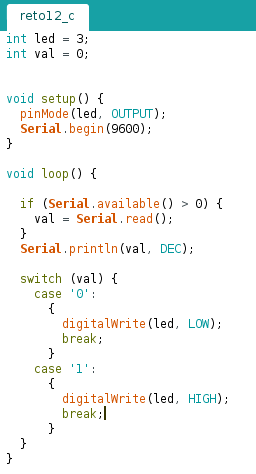 reto12_c
int led = 3;
int val = 0;
void setup() {
pinMode(led, OUTPUT);
Serial.begin(9600);
}
void loop() {
if (Serial.available() > 0) {
val = Serial.read();
}
Serial.println(val, DEC);
switch (val) {
case '0':
{
digitalWrite(led, LOW);
break;
}
case '1':
{
digitalWrite(led, HIGH);
break;
}
}
}